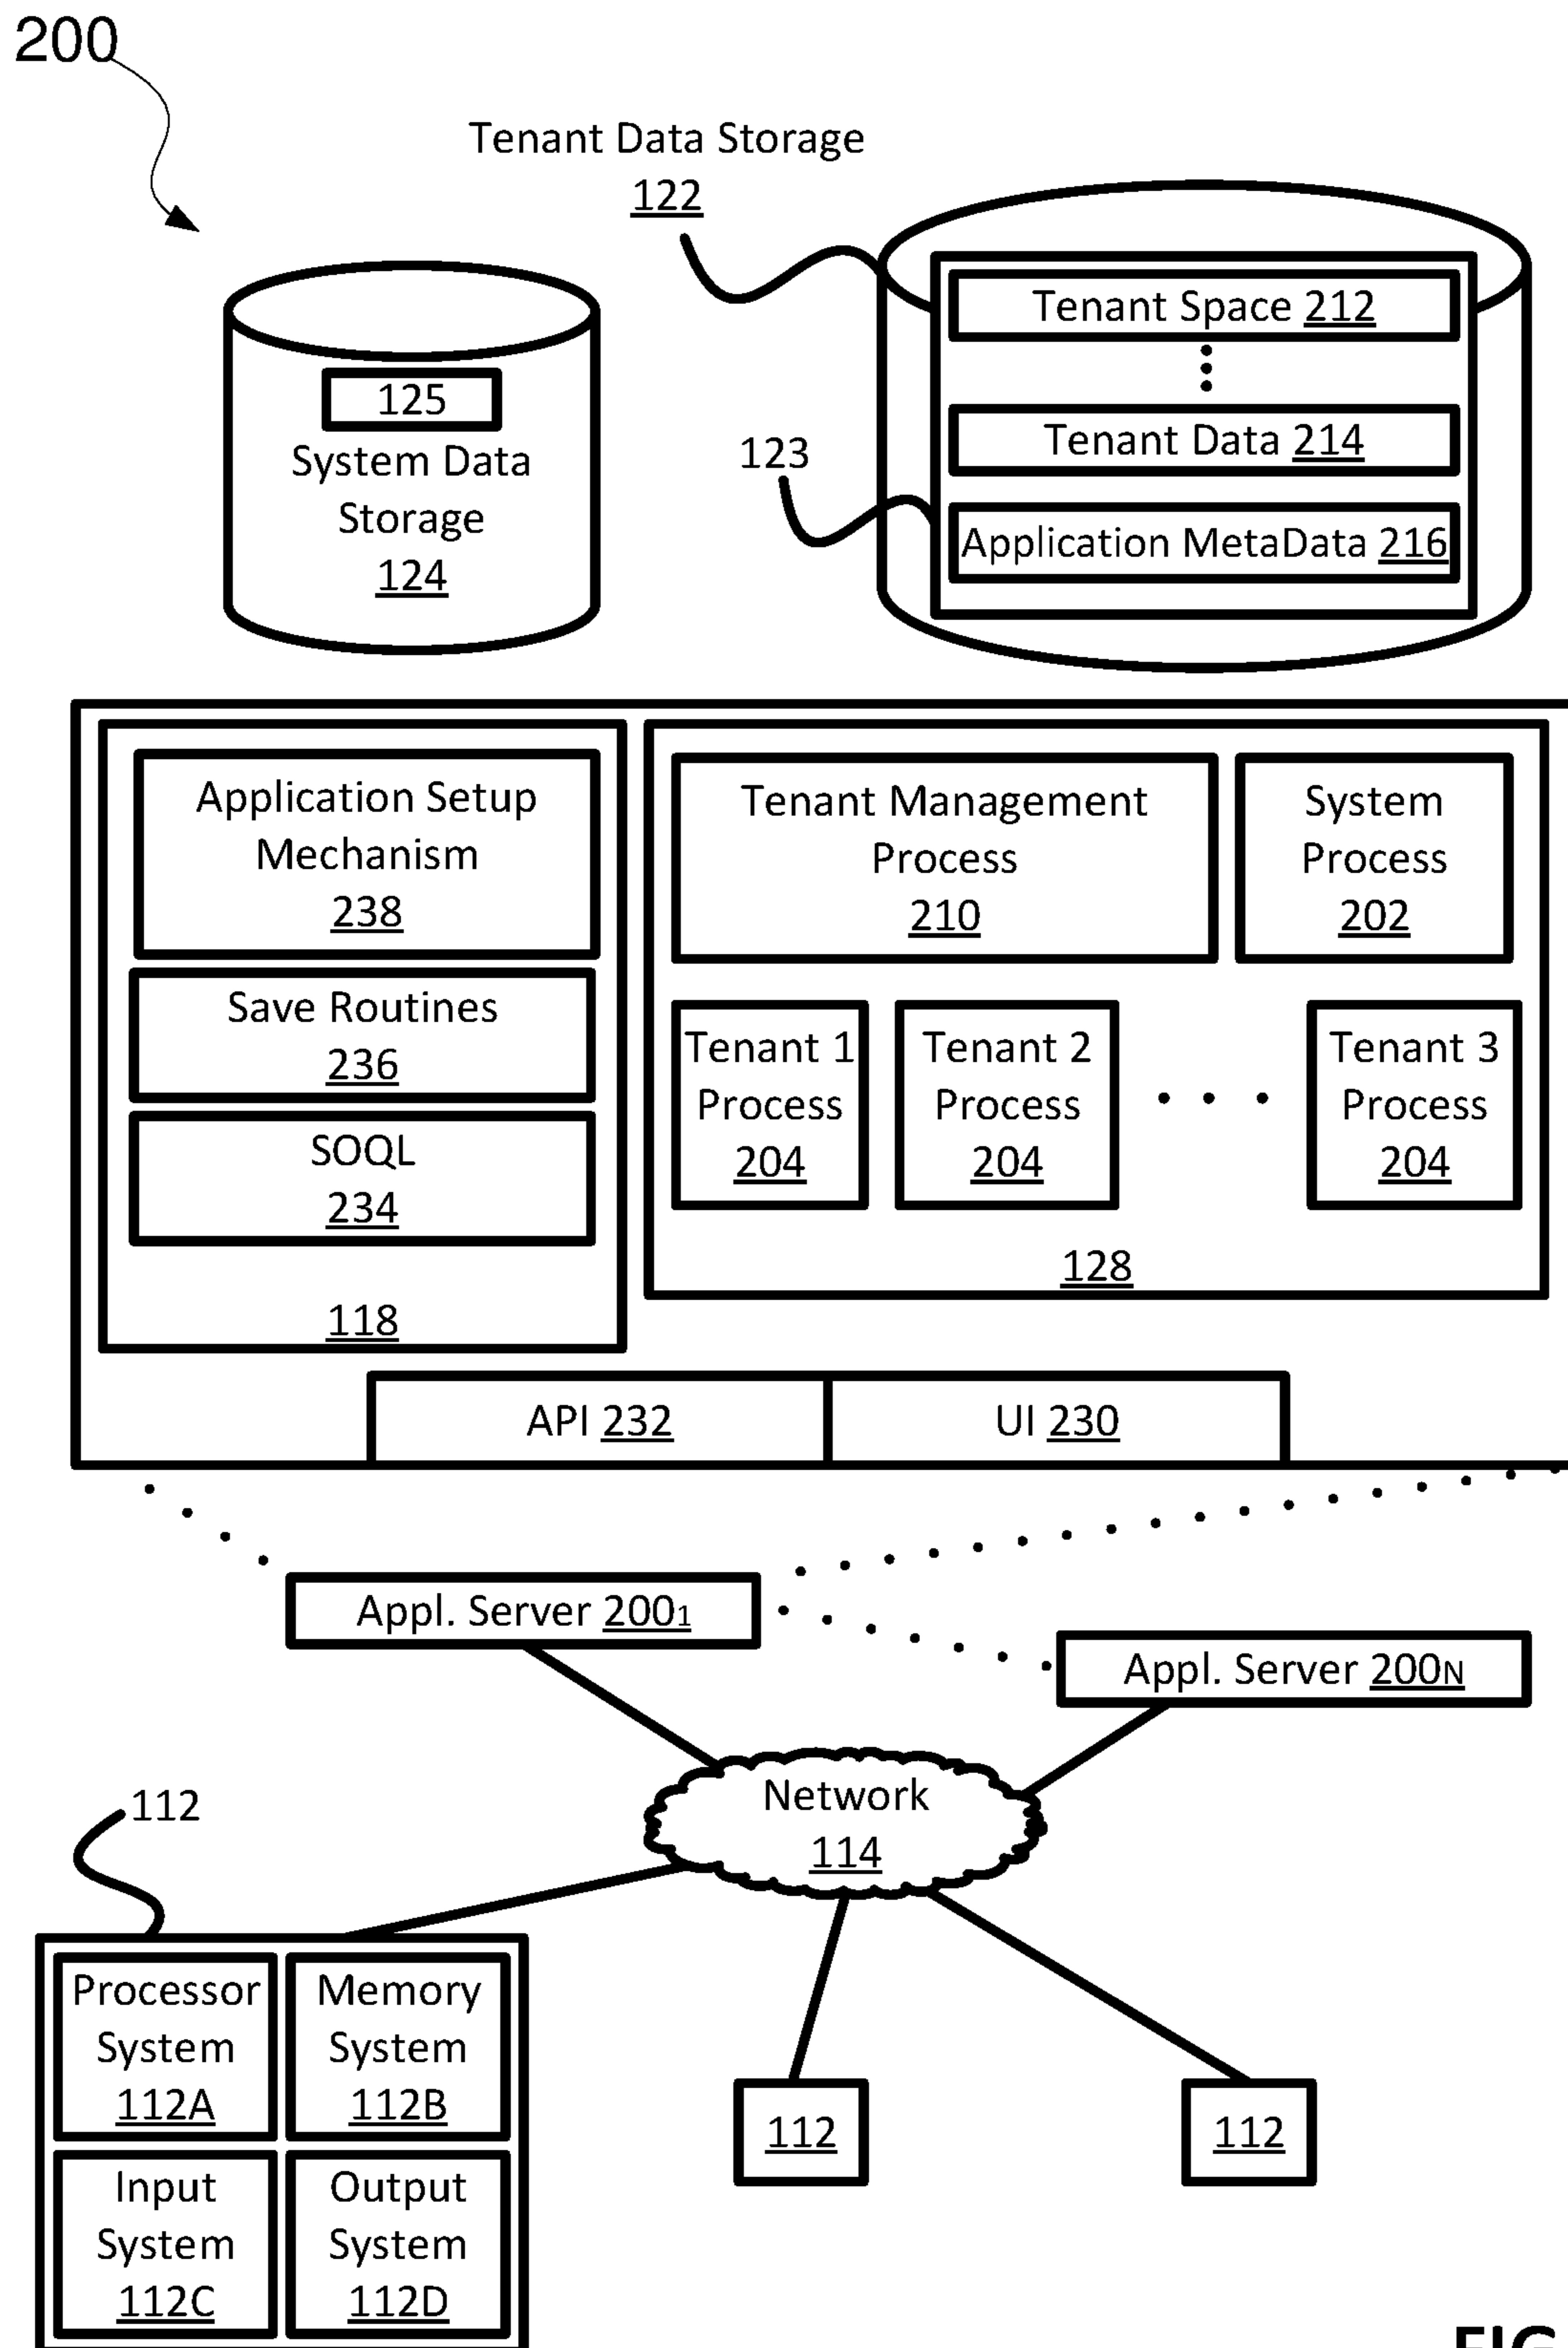 200
Tenant Data Storage
122
Tenant Space 212
125
System Data
Storage
124
123
Tenant Data 214
Application MetaData 216
Application Setup
Mechanism
238
Save Routines
236
SOQL
234
118
Tenant Management
Process
210
System
Process
202
Tenant 1
Process
204
Tenant 2
Process
204
Tenant 3
Process
204
128
API 232
UI 230
Appl. Server 200₁
Appl. Server 200N
Network
114
112
Processor
System
112A
Memory
System
112B
Input
System
112C
Output
System
112D
112
112
FIG